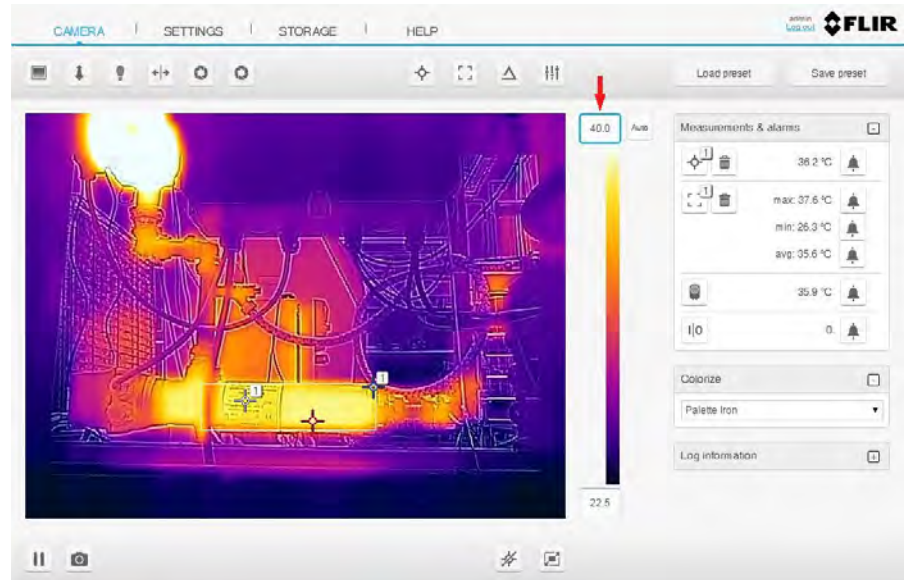 CAMERA
SETTINGS
STORAGE
HELP
admin
Log out
FLIR
Load preset
Save preset
40.0
Auto
Measurements & alarms
1
36.2 °C
1
max: 37.6 °C
min: 26.3 °C
avg: 35.6 °C
35.9 °C
I|O
0.
1
1
Colorize
Palette Iron
Log information
22.5